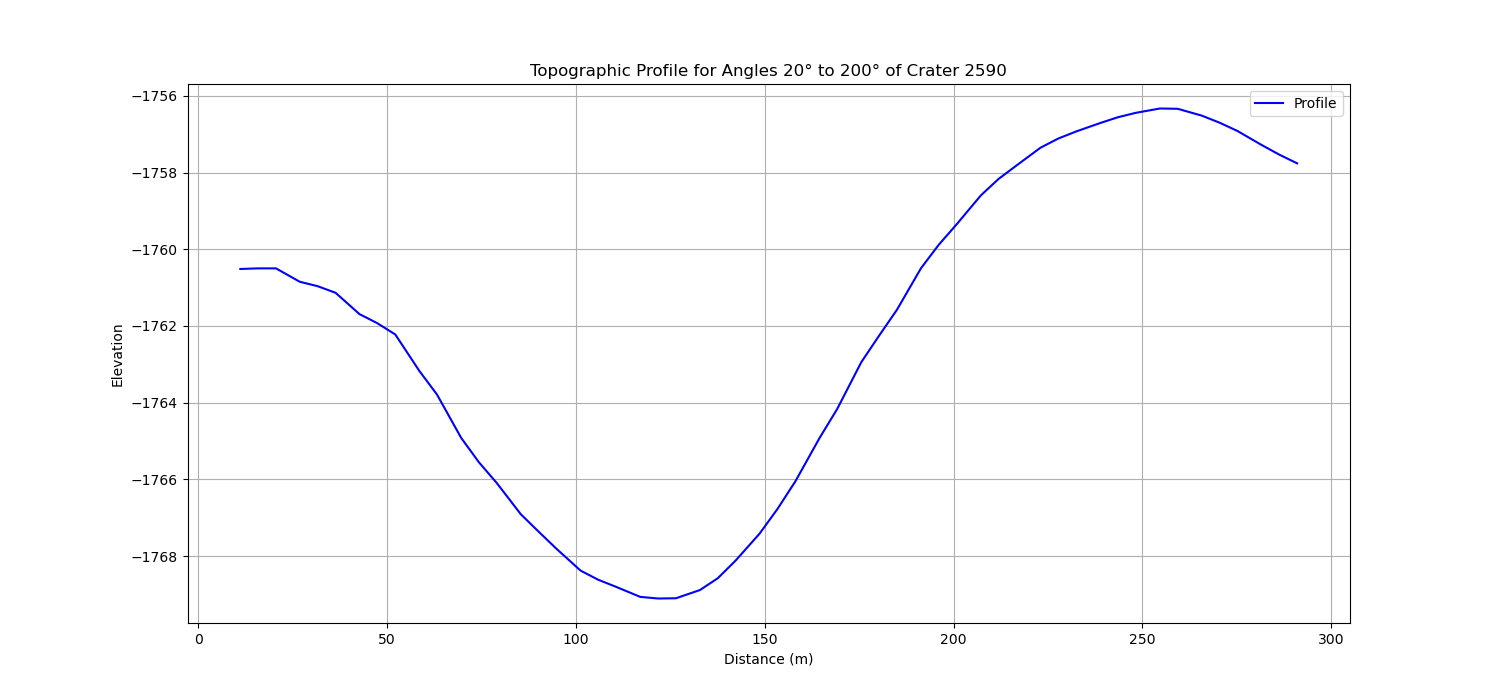 Topographic Profile for Angles 20° to 200° of Crater 2590
Profile
Elevation
−1756
−1758
−1760
−1762
−1764
−1766
−1768
0 50 100 150 200 250 300
Distance (m)